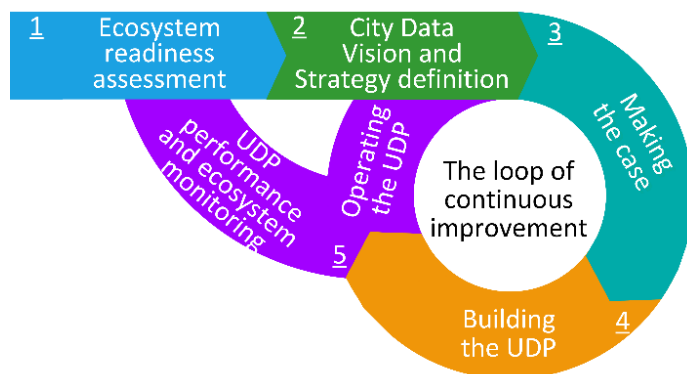 1
Ecosystem
readiness
assessment
2
City Data
Vision and
Strategy definition
3
Making
the case
4
Building
the UDP
5
Operating
the UDP
UDP
performance
and ecosystem
monitoring
The loop of
continuous
improvement